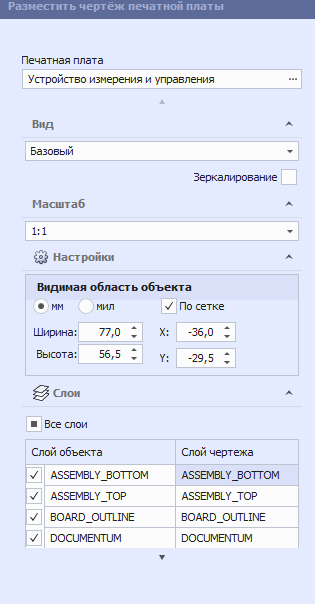 Разместить чертёж печатной платы
Печатная плата
Устройство измерения и управления ...
Вид
Базовый
Зеркалирование
Масштаб
1:1
Настройки
Видимая область объекта
мм мил По сетке
Ширина: 77,0 X: -36,0
Высота: 56,5 Y: -29,5
Слои
Все слои
Слой объекта Слой чертежа
ASSEMBLY_BOTTOM ASSEMBLY_BOTTOM
ASSEMBLY_TOP ASSEMBLY_TOP
BOARD_OUTLINE BOARD_OUTLINE
DOCUMENTUM DOCUMENTUM